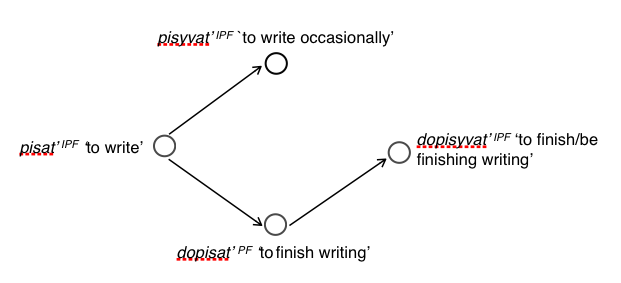 pisyvat’ IPF `to write occasionally’
pisat’ IPF ‘to write’
dopisyvat’ IPF ‘to finish/be
finishing writing’
dopisat’ PF ‘to finish writing’